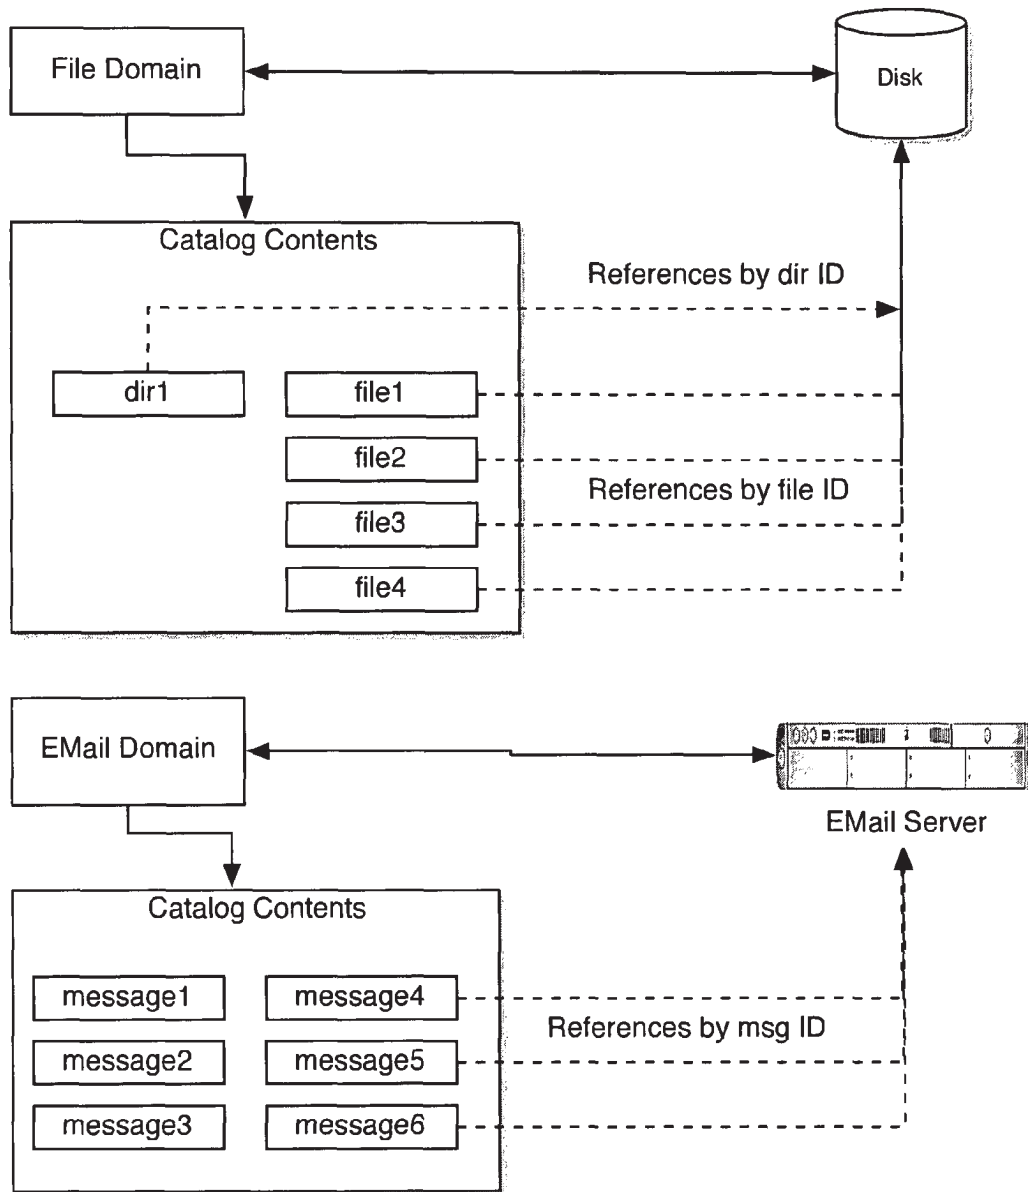 File Domain
Disk
Catalog Contents
References by dir ID
dir1
file1
file2
References by file ID
file3
file4
EMail Domain
EMail Server
Catalog Contents
message1
message4
References by msg ID
message2
message5
message3
message6